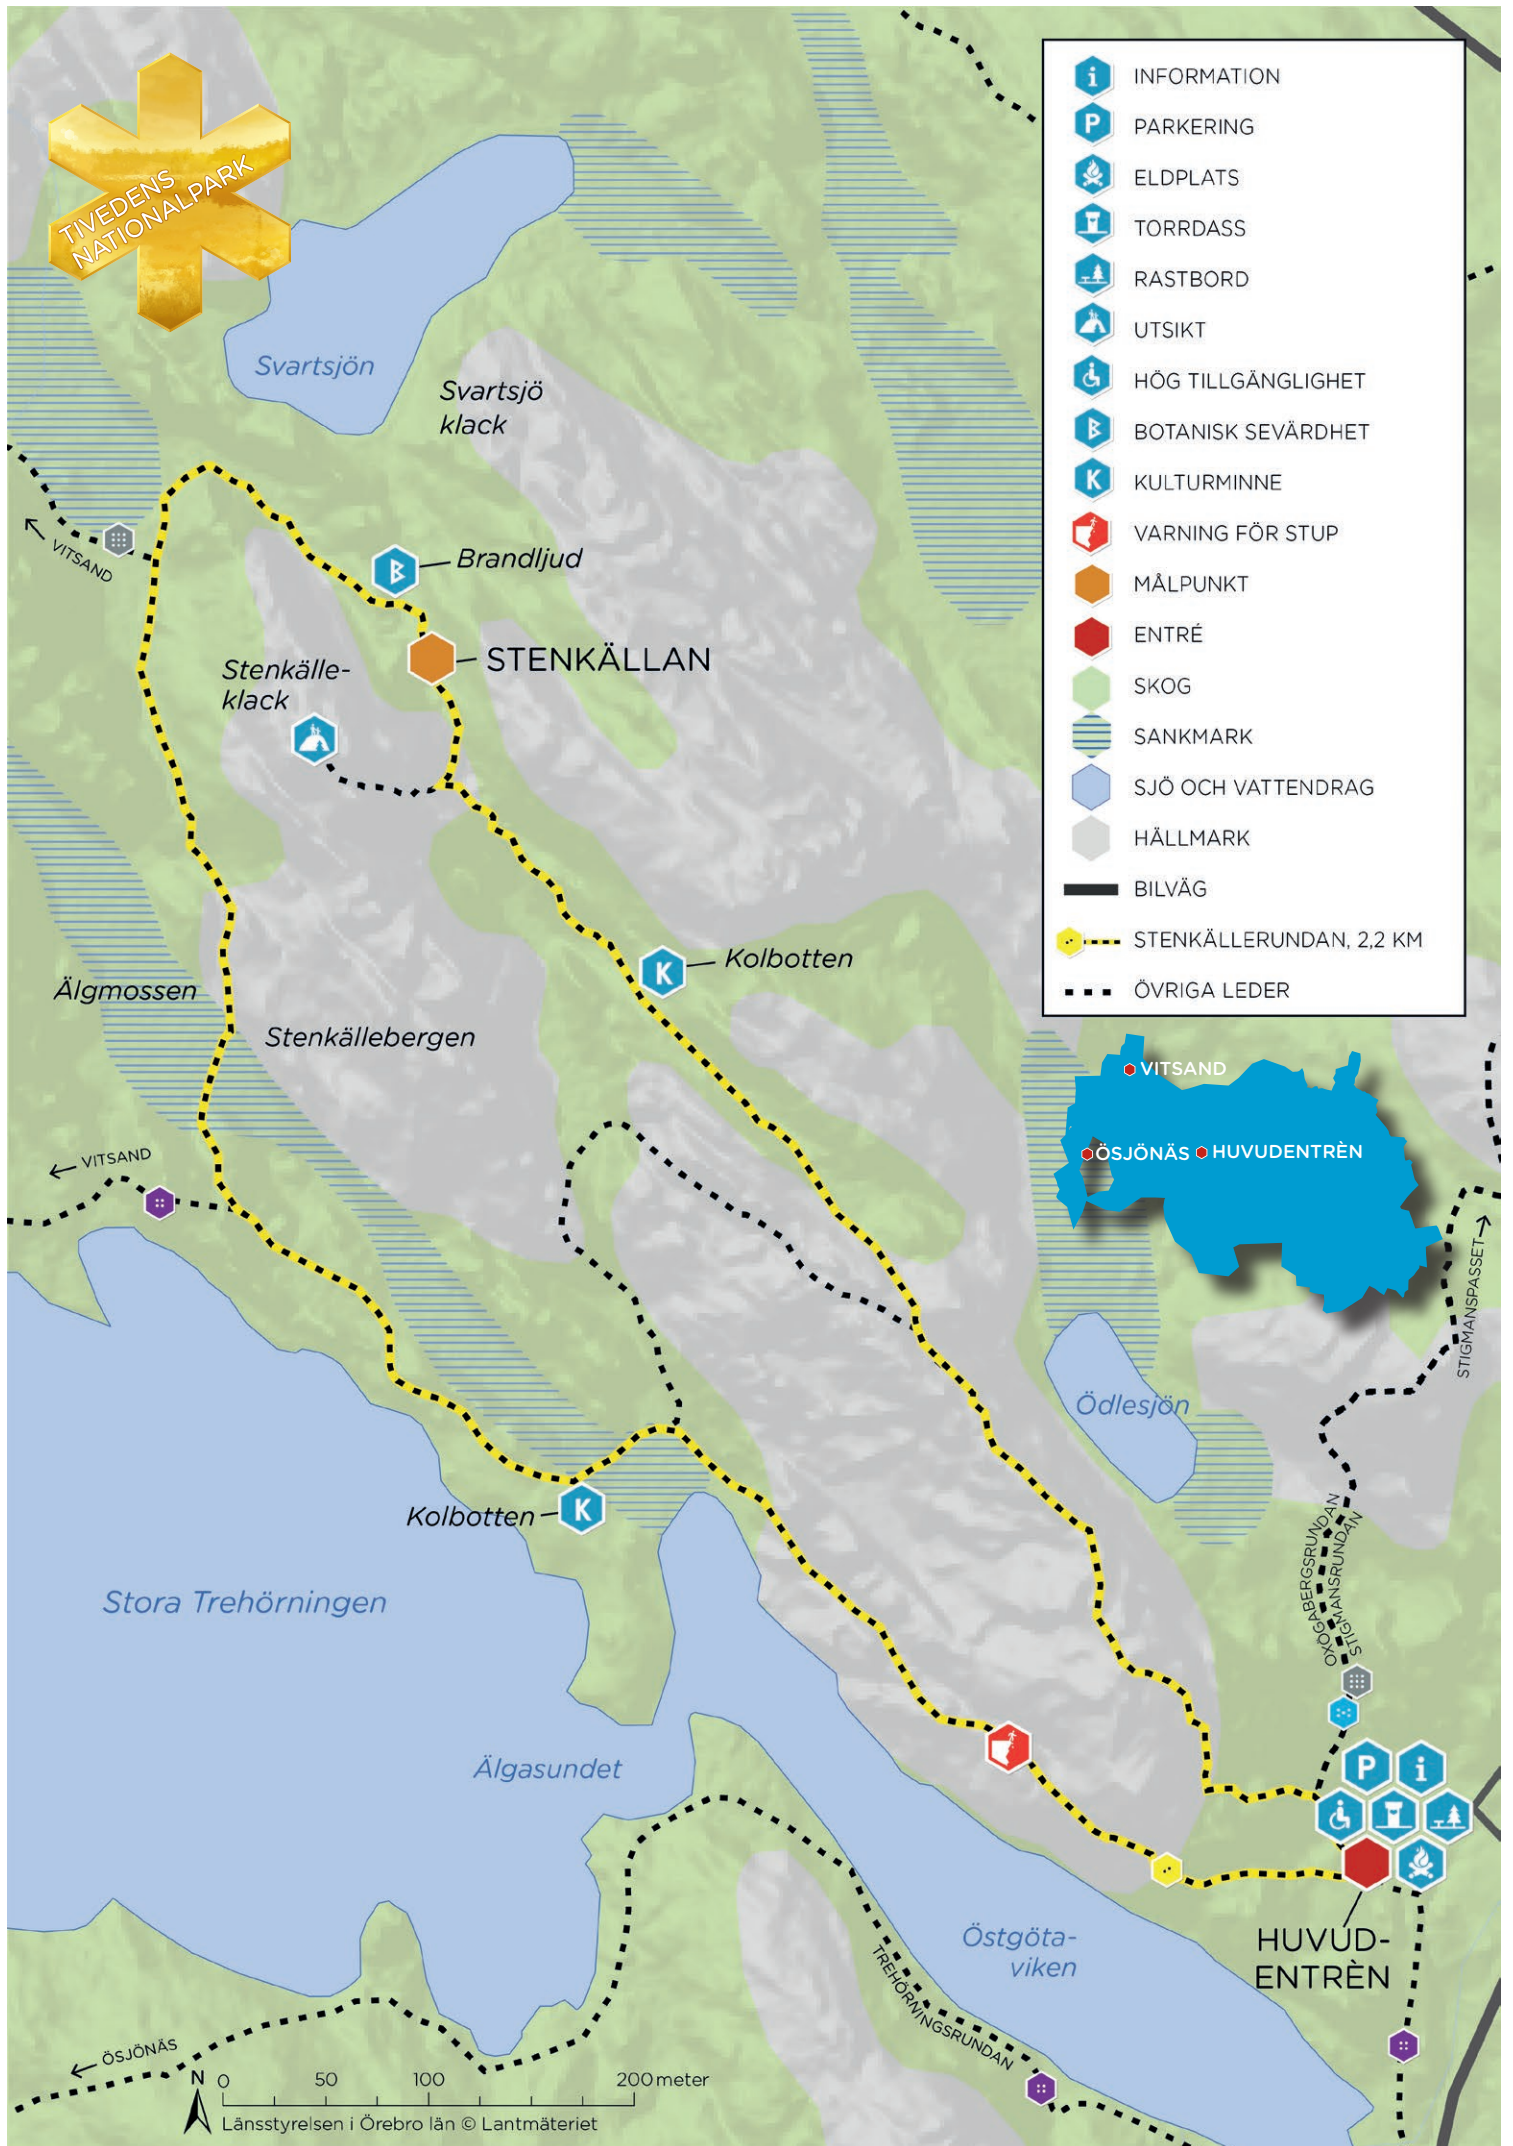 TIVEDENS
NATIONALPARK
i INFORMATION
P PARKERING
ELDPLATS
TORRDASS
RASTBORD
UTSIKT
HÖG TILLGÄNGLIGHET
B BOTANISK SEVÄRDHET
K KULTURMINNE
VARNING FÖR STUP
MÅLPUNKT
ENTRÉ
SKOG
SANKMARK
SJÖ OCH VATTENDRAG
HÄLLMARK
BILVÄG
STENKÄLLERUNDAN, 2,2 KM
ÖVRIGA LEDER
Svartsjön
Svartsjö
klack
VITSAND
B
Brandljud
STENKÄLLAN
Stenkälle-
klack
K
Kolbotten
Älgmossen
Stenkällebergen
VITSAND
ÖSJÖNÄS
HUVUDENTRÈN
VITSAND
STIGMANSPASSET
Ödlesjön
OXÖGABERGSRUNDAN
STIGMANSRUNDAN
Kolbotten
K
Stora Trehörningen
Älgasundet
P
i
HUVUD-
ENTRÈN
Östgöta-
viken
TREHÖRNINGSRUNDAN
ÖSJÖNÄS
N
0 50 100 200 meter
Länsstyrelsen i Örebro län © Lantmäteriet